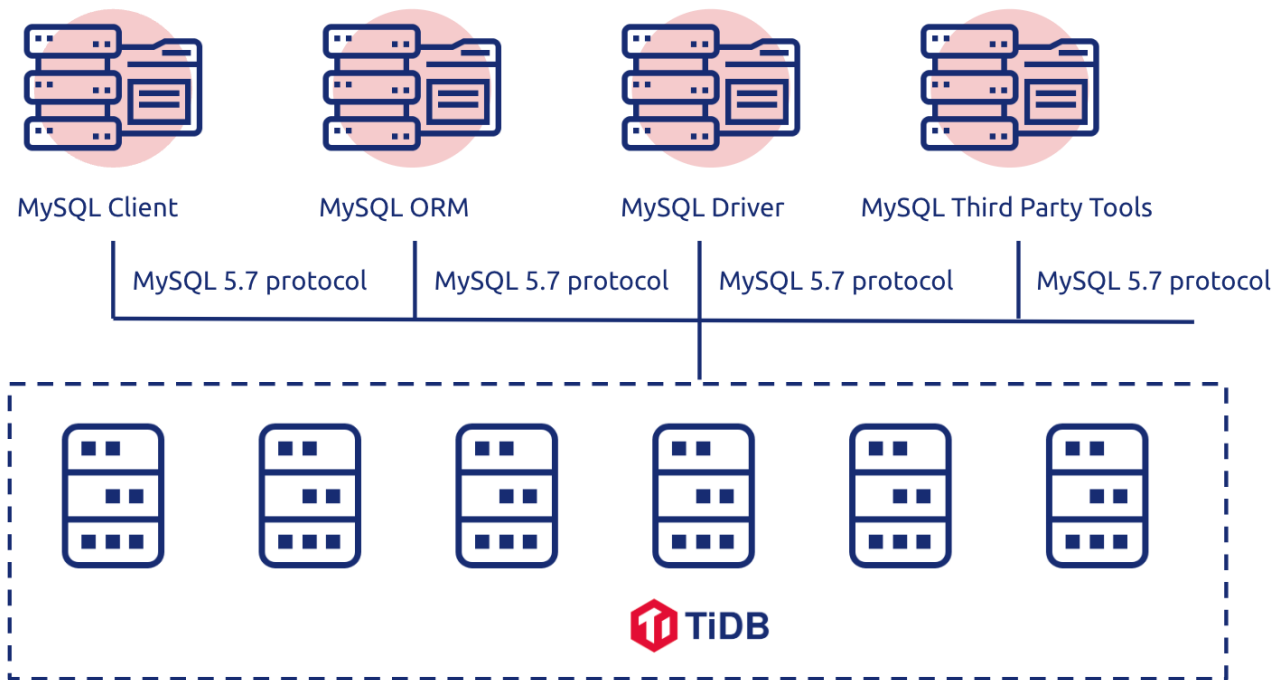 MySQL Client
MySQL ORM
MySQL Driver
MySQL Third Party Tools
MySQL 5.7 protocol
MySQL 5.7 protocol
MySQL 5.7 protocol
MySQL 5.7 protocol
TiDB